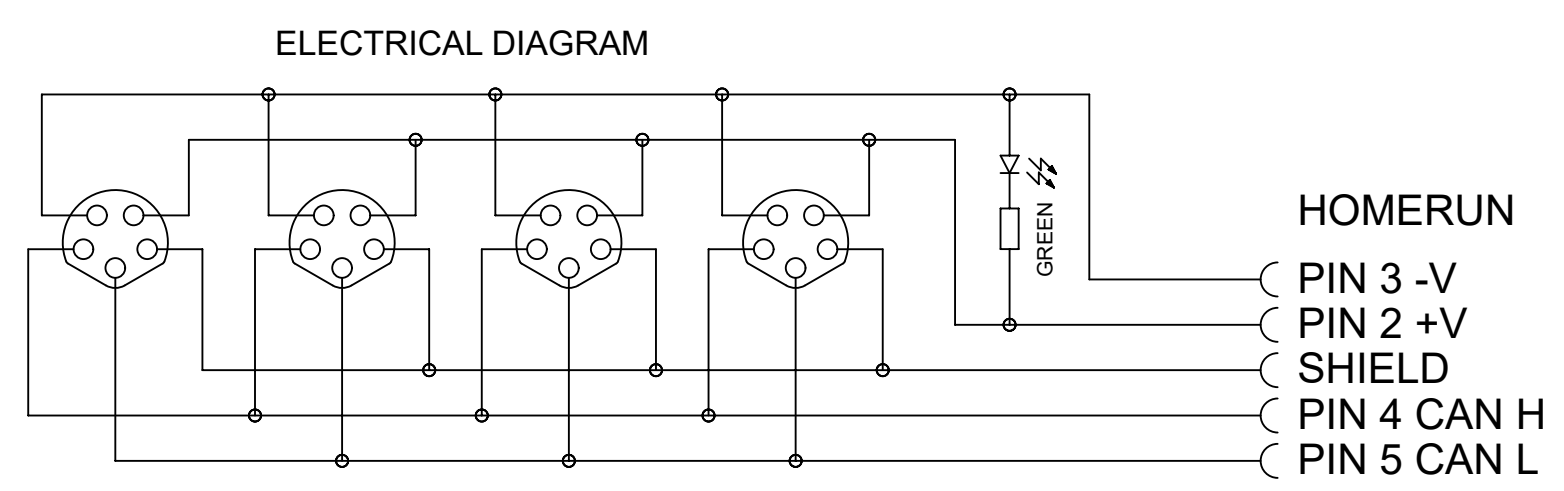 ELECTRICAL DIAGRAM
GREEN
HOMERUN
PIN 3 -V
PIN 2 +V
SHIELD
PIN 4 CAN H
PIN 5 CAN L